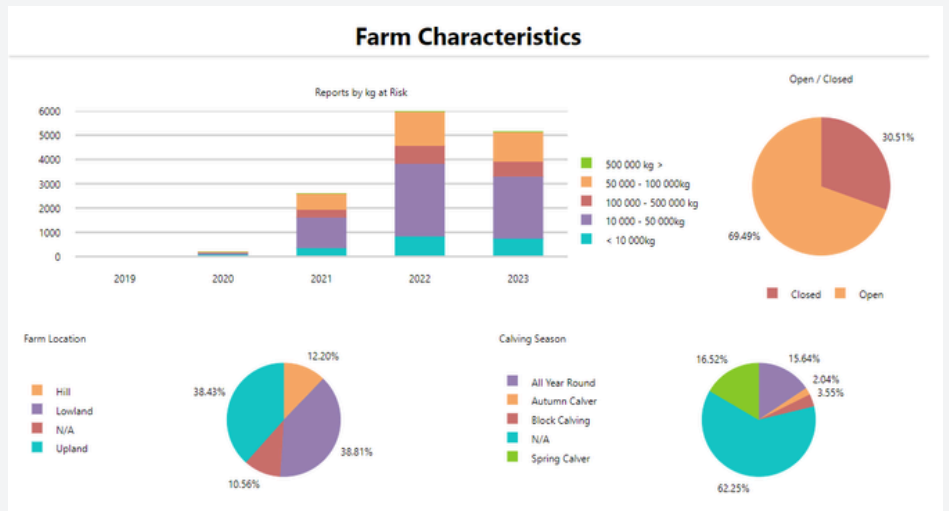 Farm Characteristics
Reports by kg at Risk
6000
5000
4000
3000
2000
1000
0
2019 2020 2021 2022 2023
500 000 kg >
50 000 - 100 000kg
100 000 - 500 000 kg
10 000 - 50 000kg
< 10 000kg
Open / Closed
30.51%
69.49%
Closed Open
Farm Location
Hill
Lowland
N/A
Upland
12.20%
38.43%
38.81%
10.56%
Calving Season
All Year Round
Autumn Calver
Block Calving
N/A
Spring Calver
16.52%
15.64%
2.04%
3.55%
62.25%